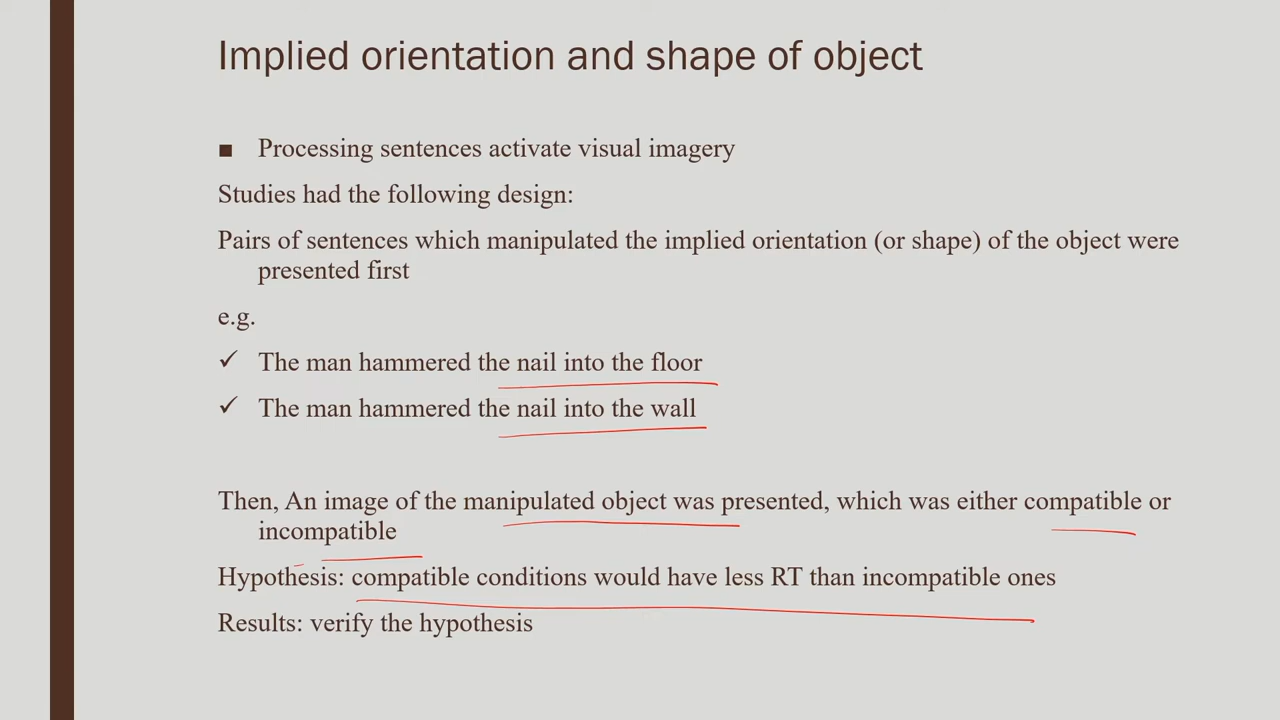 Implied orientation and shape of object
■ Processing sentences activate visual imagery
Studies had the following design:
Pairs of sentences which manipulated the implied orientation (or shape) of the object were
presented first
e.g.
✓ The man hammered the nail into the floor
✓ The man hammered the nail into the wall
Then, An image of the manipulated object was presented, which was either compatible or
incompatible
Hypothesis: compatible conditions would have less RT than incompatible ones
Results: verify the hypothesis